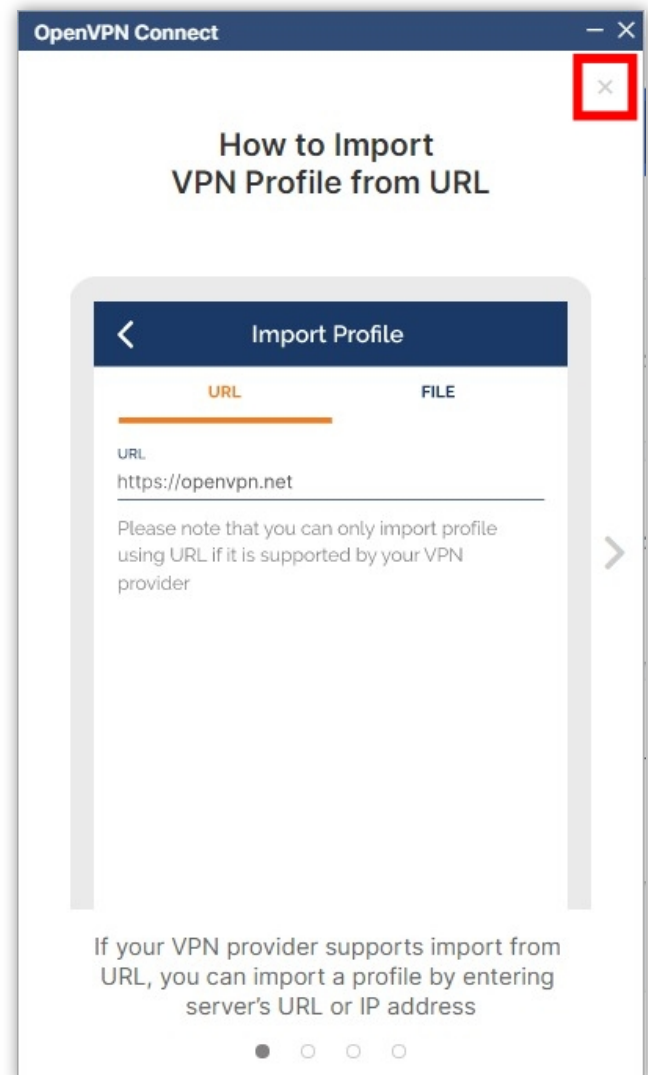 OpenVPN Connect
How to Import
VPN Profile from URL
Import Profile
URL FILE
URL
https://openvpn.net
Please note that you can only import profile
using URL if it is supported by your VPN
provider
If your VPN provider supports import from
URL, you can import a profile by entering
server's URL or IP address